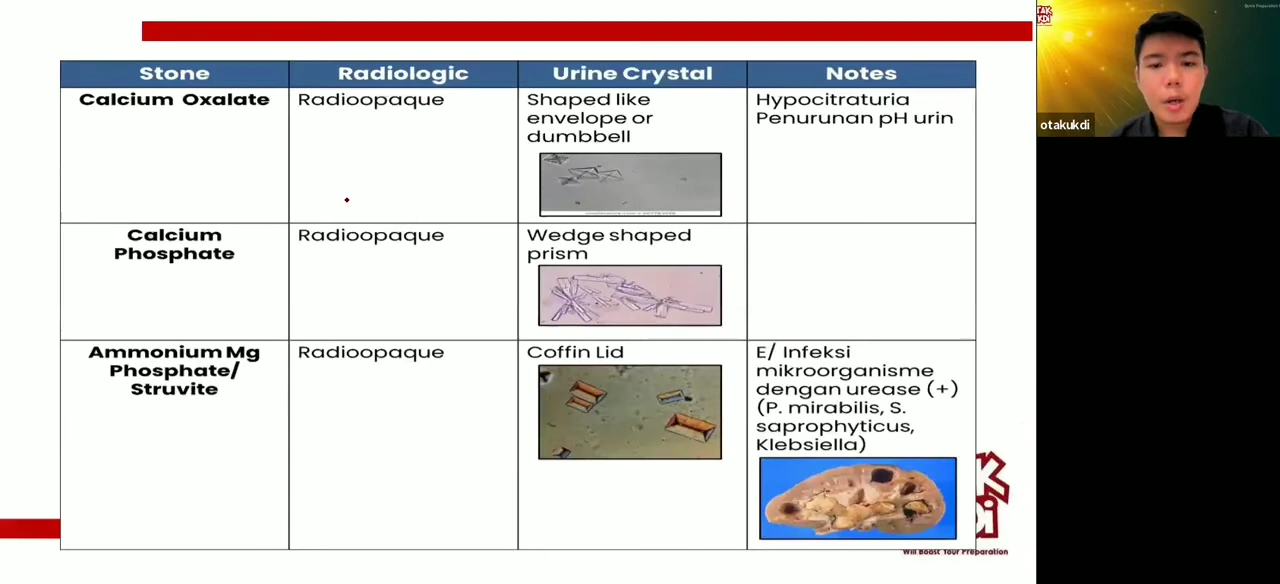 Stone Radiologic Urine Crystal Notes
Calcium Oxalate
Radioopaque
Shaped like
envelope or
dumbbell
Hypocitraturia
Penurunan pH urin
Calcium
Phosphate
Radioopaque
Wedge shaped
prism
Ammonium Mg
Phosphate/
Struvite
Radioopaque
Coffin Lid
E/ Infeksi
mikroorganisme
dengan urease (+)
(P. mirabilis, S.
saprophyticus,
Klebsiella)
Will Boost Your Preparation
otakukdi